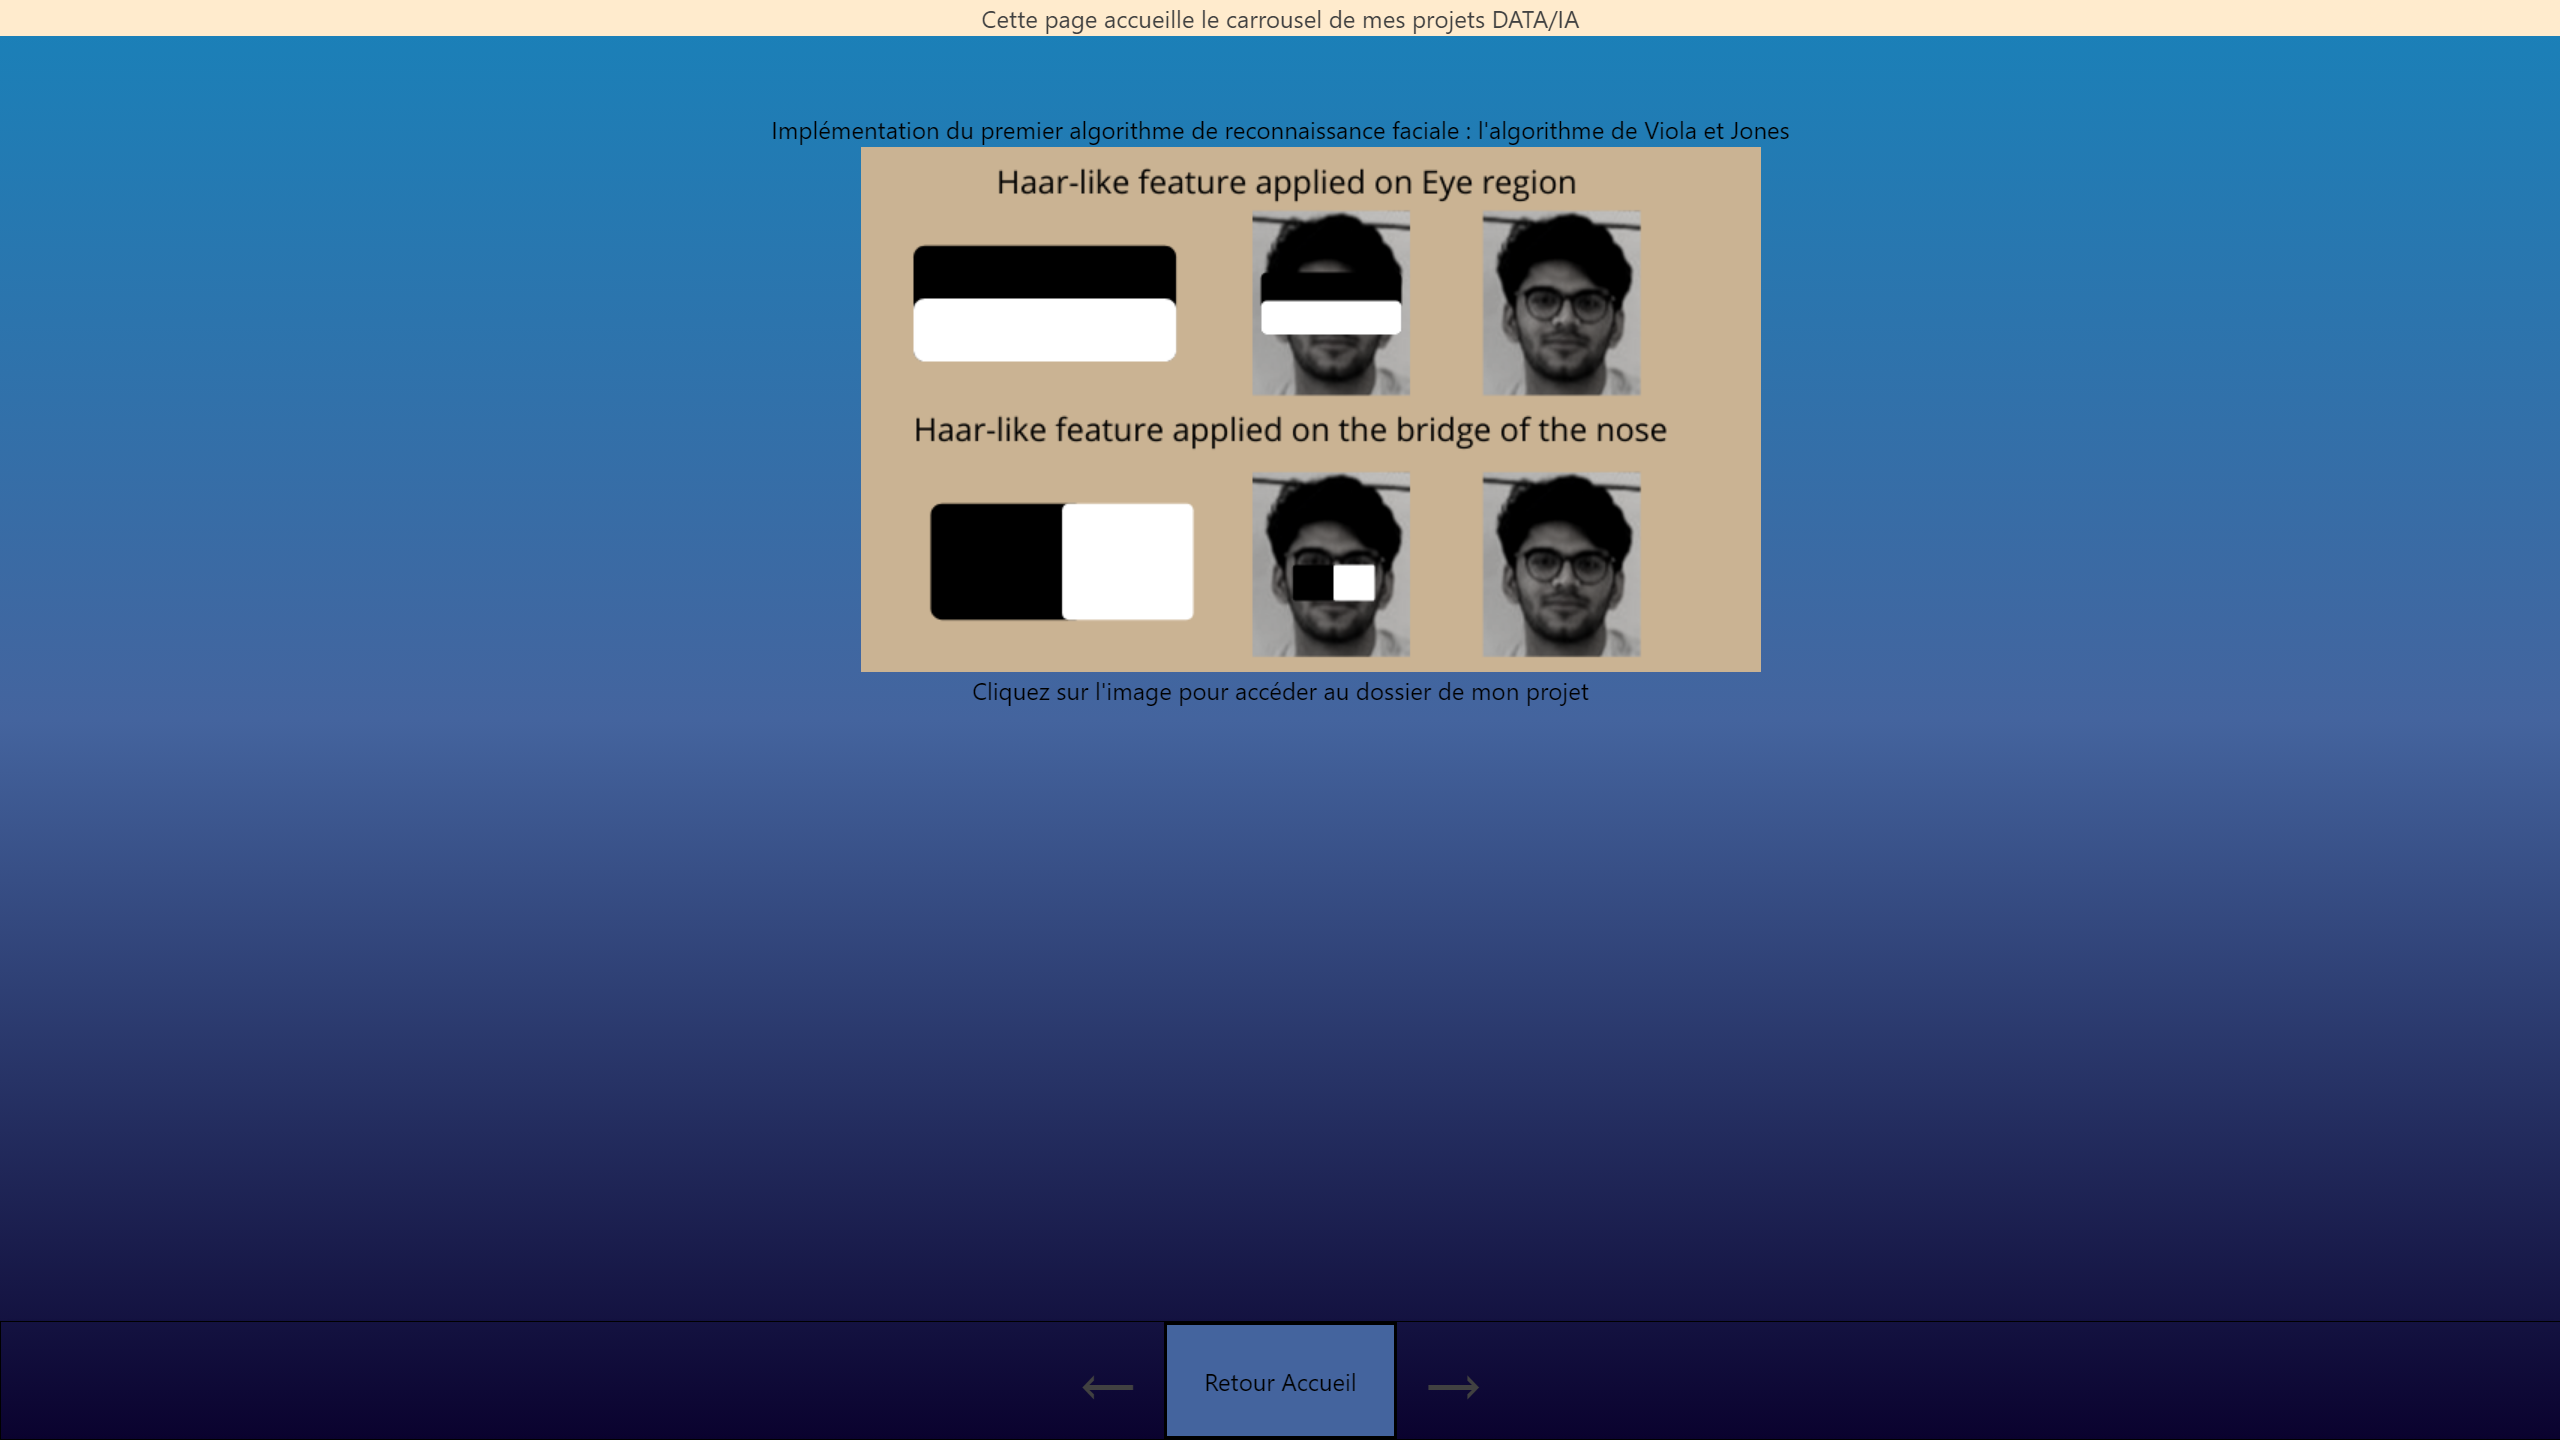 Cette page accueille le carrousel de mes projets DATA/IA
Implémentation du premier algorithme de reconnaissance faciale : l'algorithme de Viola et Jones
Haar-like feature applied on Eye region
Haar-like feature applied on the bridge of the nose
Cliquez sur l'image pour accéder au dossier de mon projet
← Retour Accueil →